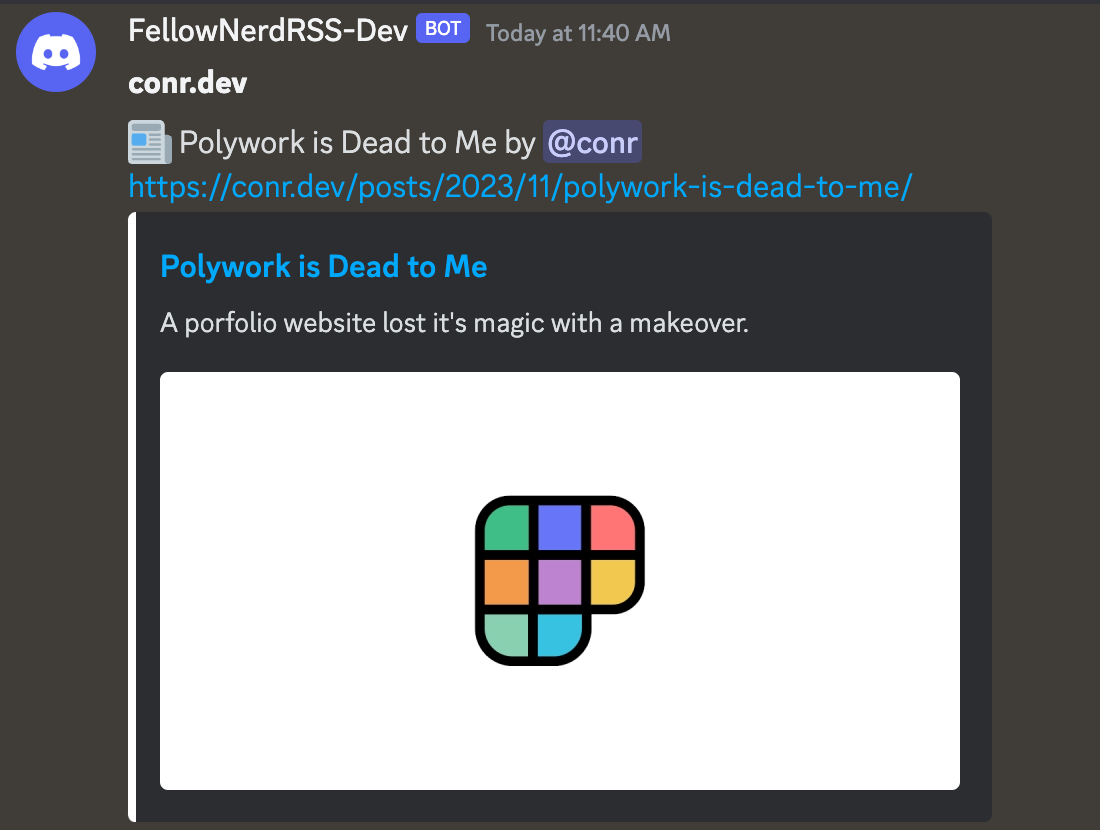 FellowNerdRSS-Dev BOT Today at 11:40 AM
conr.dev
Polywork is Dead to Me by @conr
https://conr.dev/posts/2023/11/polywork-is-dead-to-me/
Polywork is Dead to Me
A porfolio website lost it's magic with a makeover.